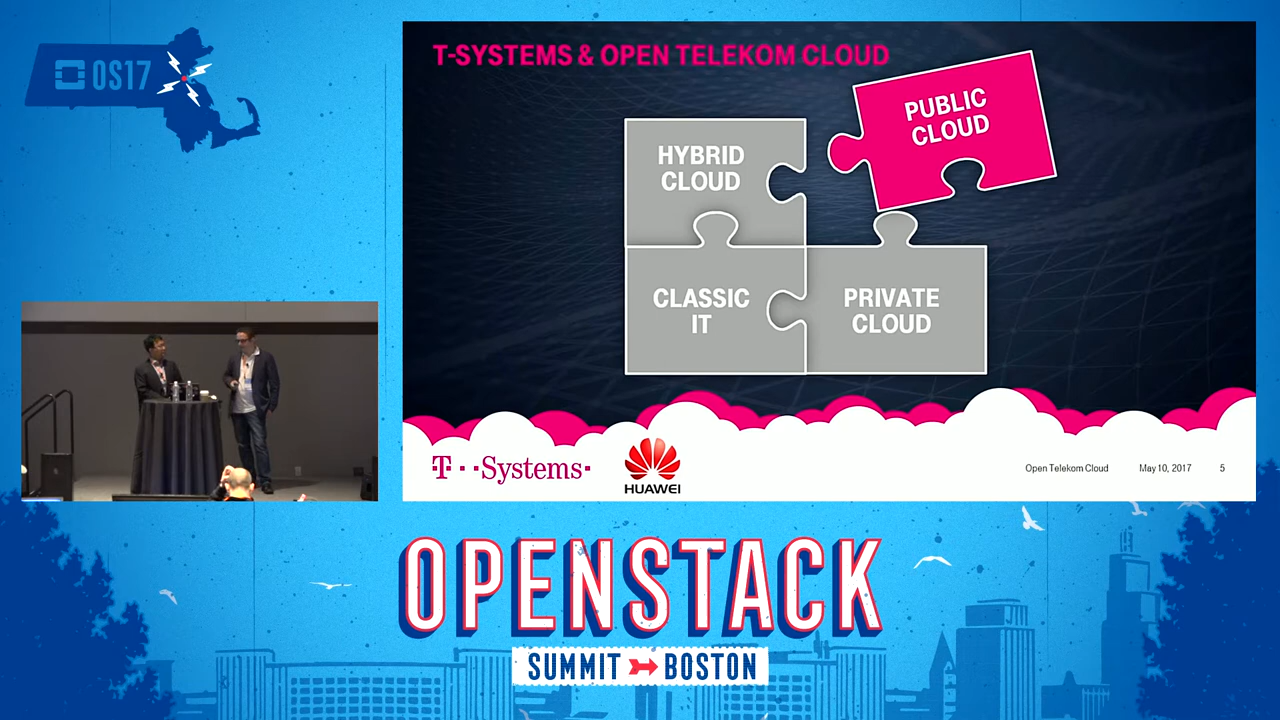 OS17
T-SYSTEMS & OPEN TELEKOM CLOUD
PUBLIC
CLOUD
HYBRID
CLOUD
CLASSIC
IT
PRIVATE
CLOUD
T··Systems·
HUAWEI
Open Telekom Cloud May 10, 2017 5
OPENSTACK
SUMMIT BOSTON